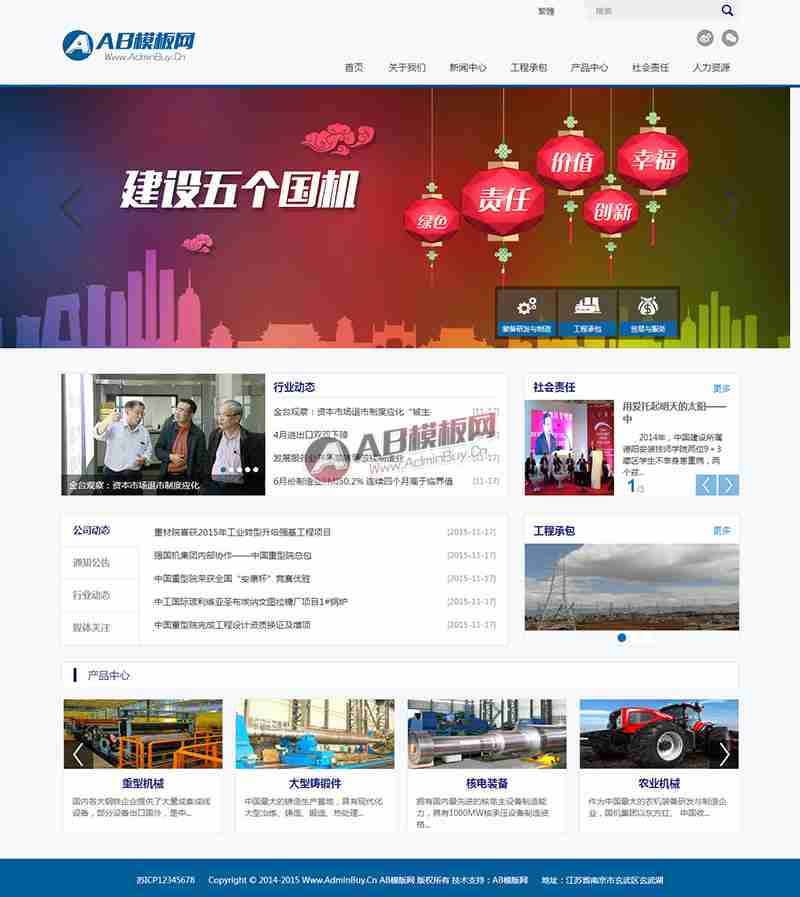 繁體
搜索
AB模板网
Www.AdminBuy.Cn
首页 关于我们 新闻中心 工程承包 产品中心 社会责任 人力资源
建设五个国机
绿色
责任
价值
创新
幸福
装备研发与制造 工程承包 贸易与服务
行业动态
金台观察：资本市场退市制度应化“被主 [11-17]
4月进出口双双下降
AB模板网
Www.AdminBuy.Cn
6月份制造业PMI50.2% 连续四个月高于临界值 [11-17]
金台观察：资本市场退市制度应化
社会责任 更多
用爱托起明天的太阳——
中
2014年，中国建设所属
德阳安装技师学院两位9+3
藏区学生不幸身患重病，两
个孩...
1/3
公司动态
通知公告
行业动态
媒体关注
重材院喜获2015年工业转型升级强基工程项目 [2015-11-17]
强国机集团内部协作——中国重型院总包 [2015-11-17]
中国重型院荣获全国“安康杯”竞赛优胜 [2015-11-17]
中工国际玻利维亚圣布埃纳文图拉糖厂项目1#锅炉 [2015-11-17]
中国重型院完成工程设计资质换证及增项 [2015-11-17]
工程承包 更多
产品中心
重型机械
国内各大钢铁企业提供了大量成套成线
设备，部分设备出口国外，是中...
大型铸锻件
中国最大的铸造生产基地，具有现代化
大型冶炼、铸造、锻造、热处理...
核电装备
拥有国内最先进的核岛主设备制造能
力，拥有1000MW核承压设备制造资
格...
农业机械
作为中国最大的农机装备研发与制造企
业，国机集团以东方红、中国收...
苏ICP12345678 Copyright © 2014-2015 Www.AdminBuy.Cn AB模板网 版权所有 技术支持：AB模板网 地址：江苏省南京市玄武区玄武湖